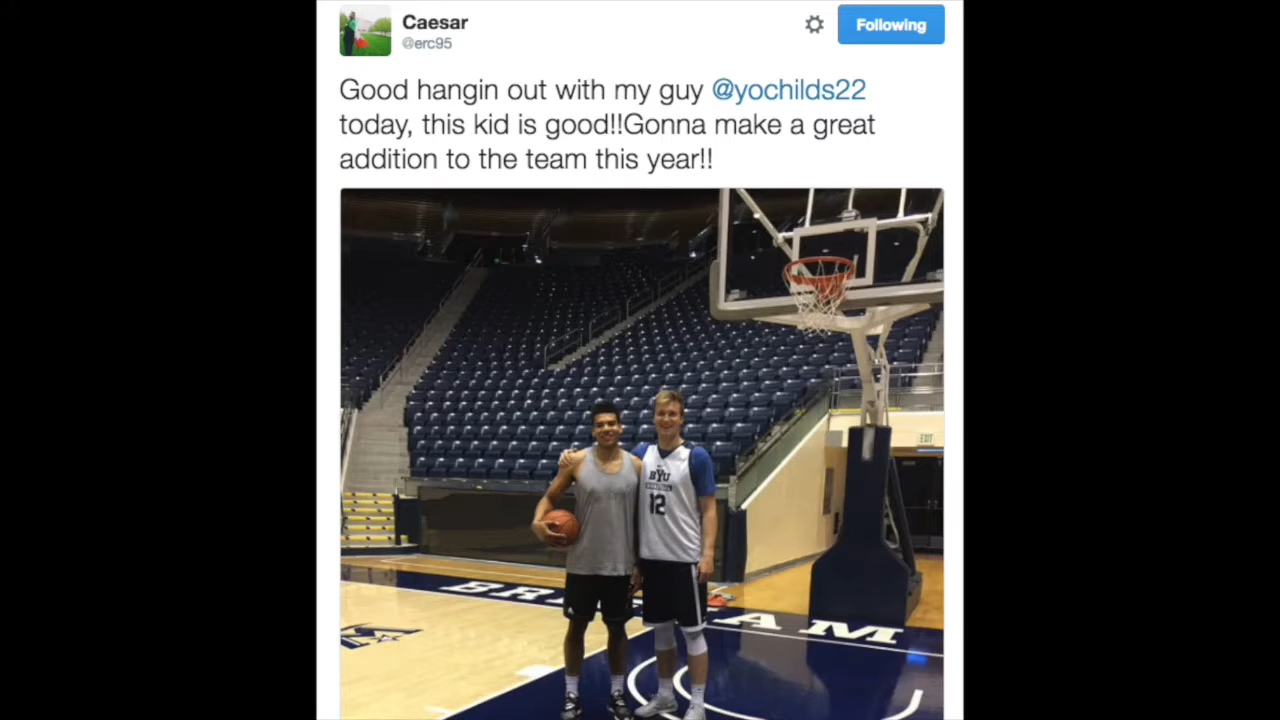 Caesar
@erc95
Following
Good hangin out with my guy @yochilds22
today, this kid is good!!Gonna make a great
addition to the team this year!!
EXIT
BYU
12